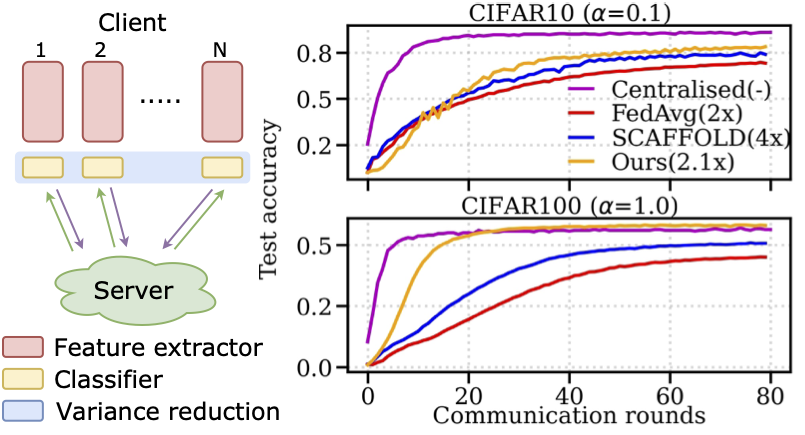 Client
1 2 N
.....
Server
Feature extractor
Classifier
Variance reduction
CIFAR10 (α=0.1)
0.8
0.5
0.2
Centralised(-)
FedAvg(2x)
SCAFFOLD(4x)
Ours(2.1x)
Test accuracy
CIFAR100 (α=1.0)
0.5
0.2
0.0
0 20 40 60 80
Communication rounds